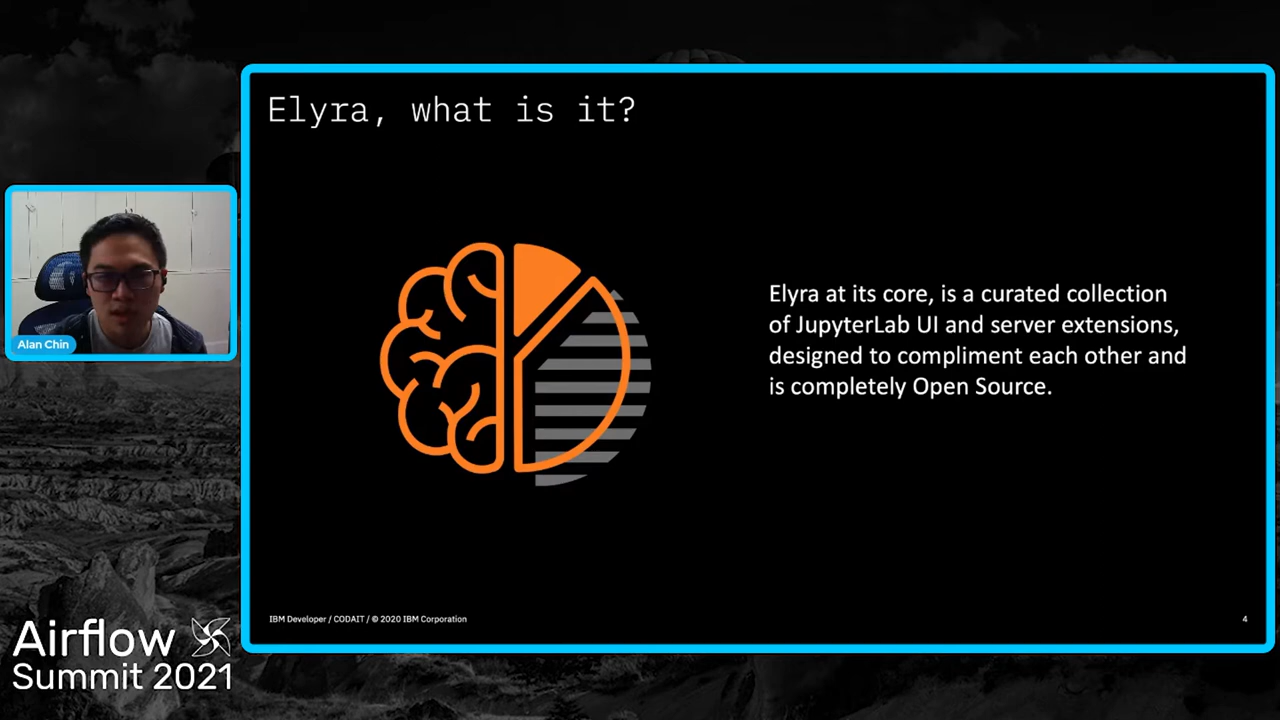 Elyra, what is it?
Elyra at its core, is a curated collection
of JupyterLab UI and server extensions,
designed to compliment each other and
is completely Open Source.
Alan Chin
IBM Developer / CODAIT / © 2020 IBM Corporation
4
Airflow
Summit 2021